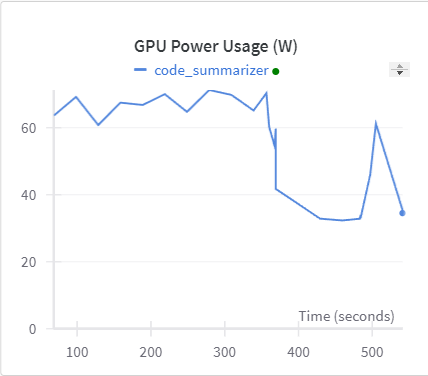 GPU Power Usage (W)
code_summarizer
60
40
20
0
Time (seconds)
100 200 300 400 500